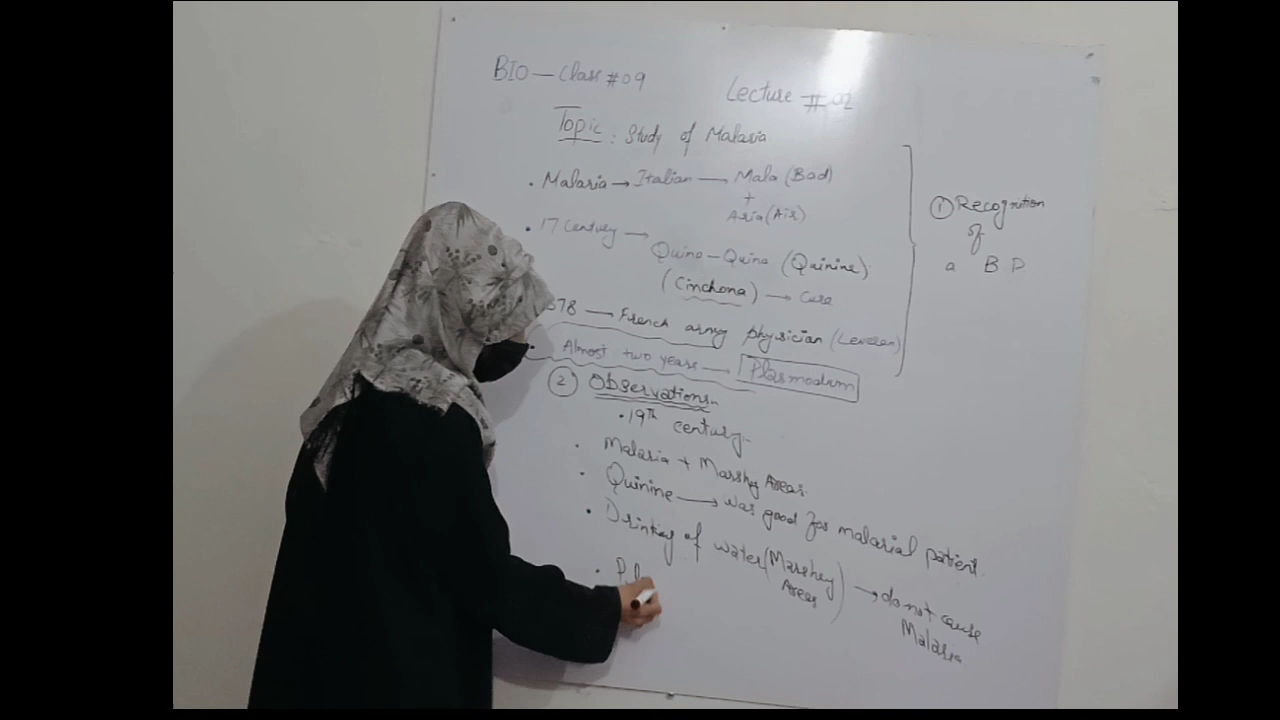 BIO — Class #09
Lecture # 02
Topic : Study of Malaria
• Malaria → Italian — Mala (Bad)
+
Aria (Air)
• 17 Century →
Quina – Quina (Quinine)
(Cinchona) → Cure
878 → French army physician (Laveran)
• Almost two years → Plasmodium
① Recognition
of
a B P
② Observations
• 19th century
• Malaria + Marshy Areas.
• Quinine → was good for malarial patient.
• Drinking of water (Marshey Areas) → do not cause Malaria
• Pl